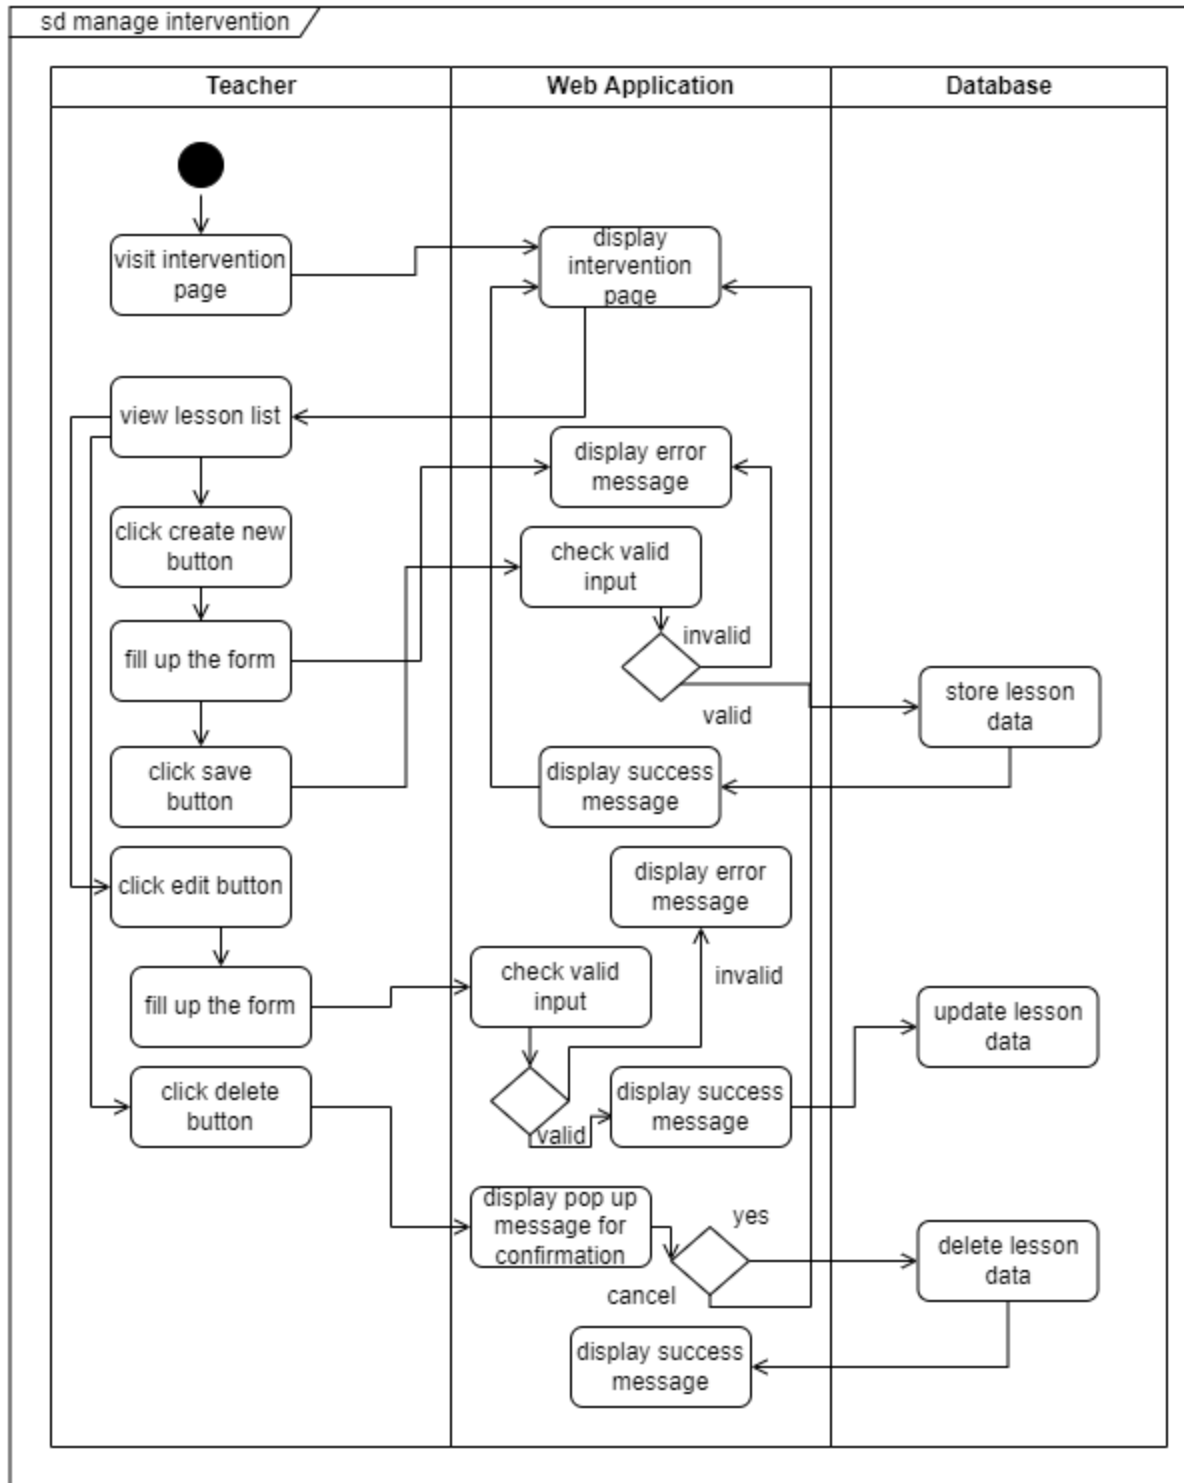 sd manage intervention
Teacher
Web Application
Database
visit intervention
page
display
intervention
page
view lesson list
display error
message
click create new
button
check valid
input
invalid
fill up the form
valid
store lesson
data
click save
button
display success
message
click edit button
display error
message
check valid
input
invalid
fill up the form
update lesson
data
click delete
button
display success
message
valid
display pop up
message for
confirmation
yes
cancel
delete lesson
data
display success
message